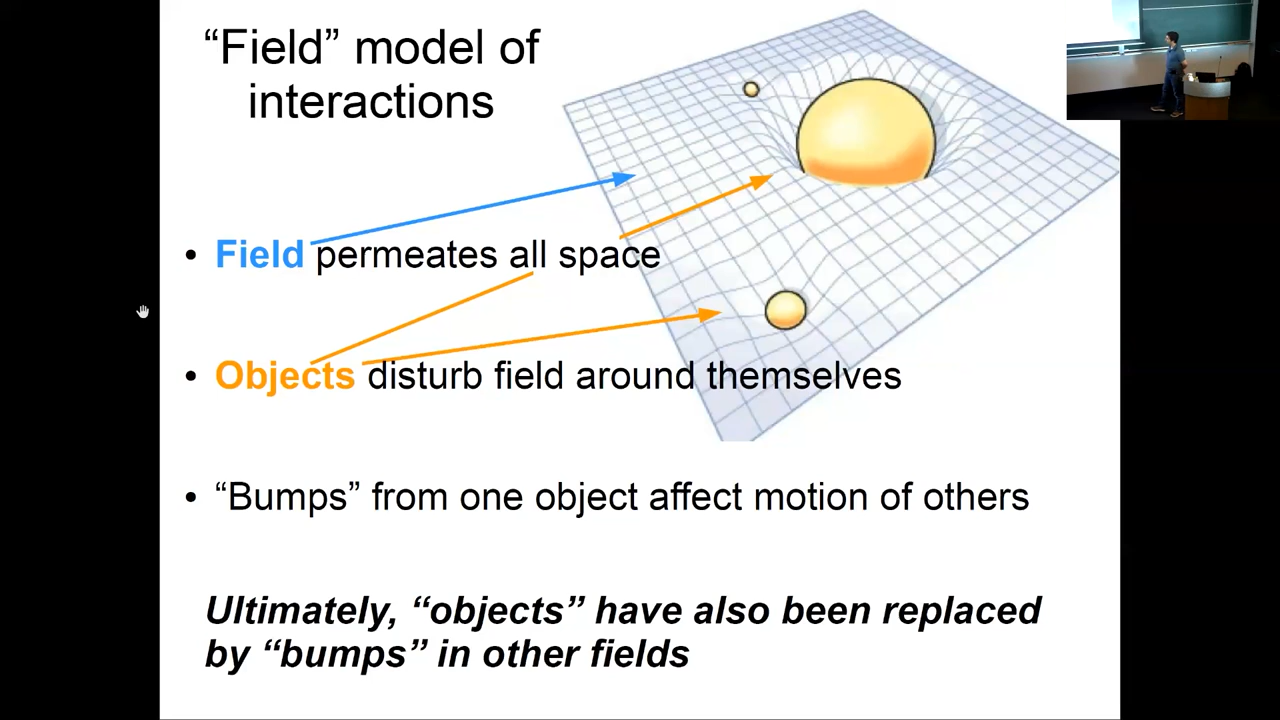 “Field” model of
interactions
• Field permeates all space
• Objects disturb field around themselves
• “Bumps” from one object affect motion of others
Ultimately, “objects” have also been replaced
by “bumps” in other fields